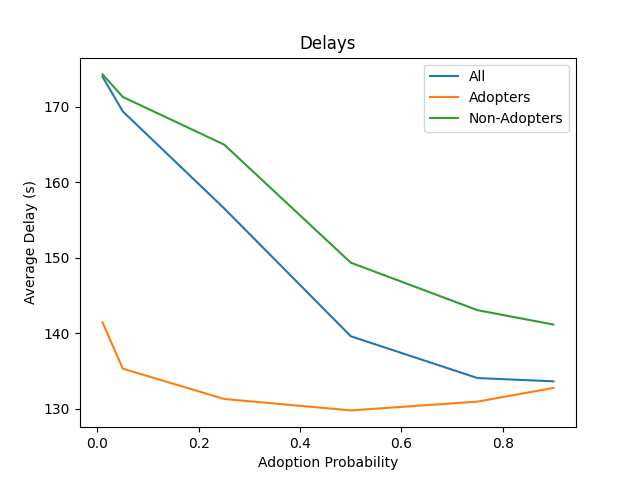 Delays
All
Adopters
Non-Adopters
Average Delay (s)
170
160
150
140
130
0.0 0.2 0.4 0.6 0.8
Adoption Probability